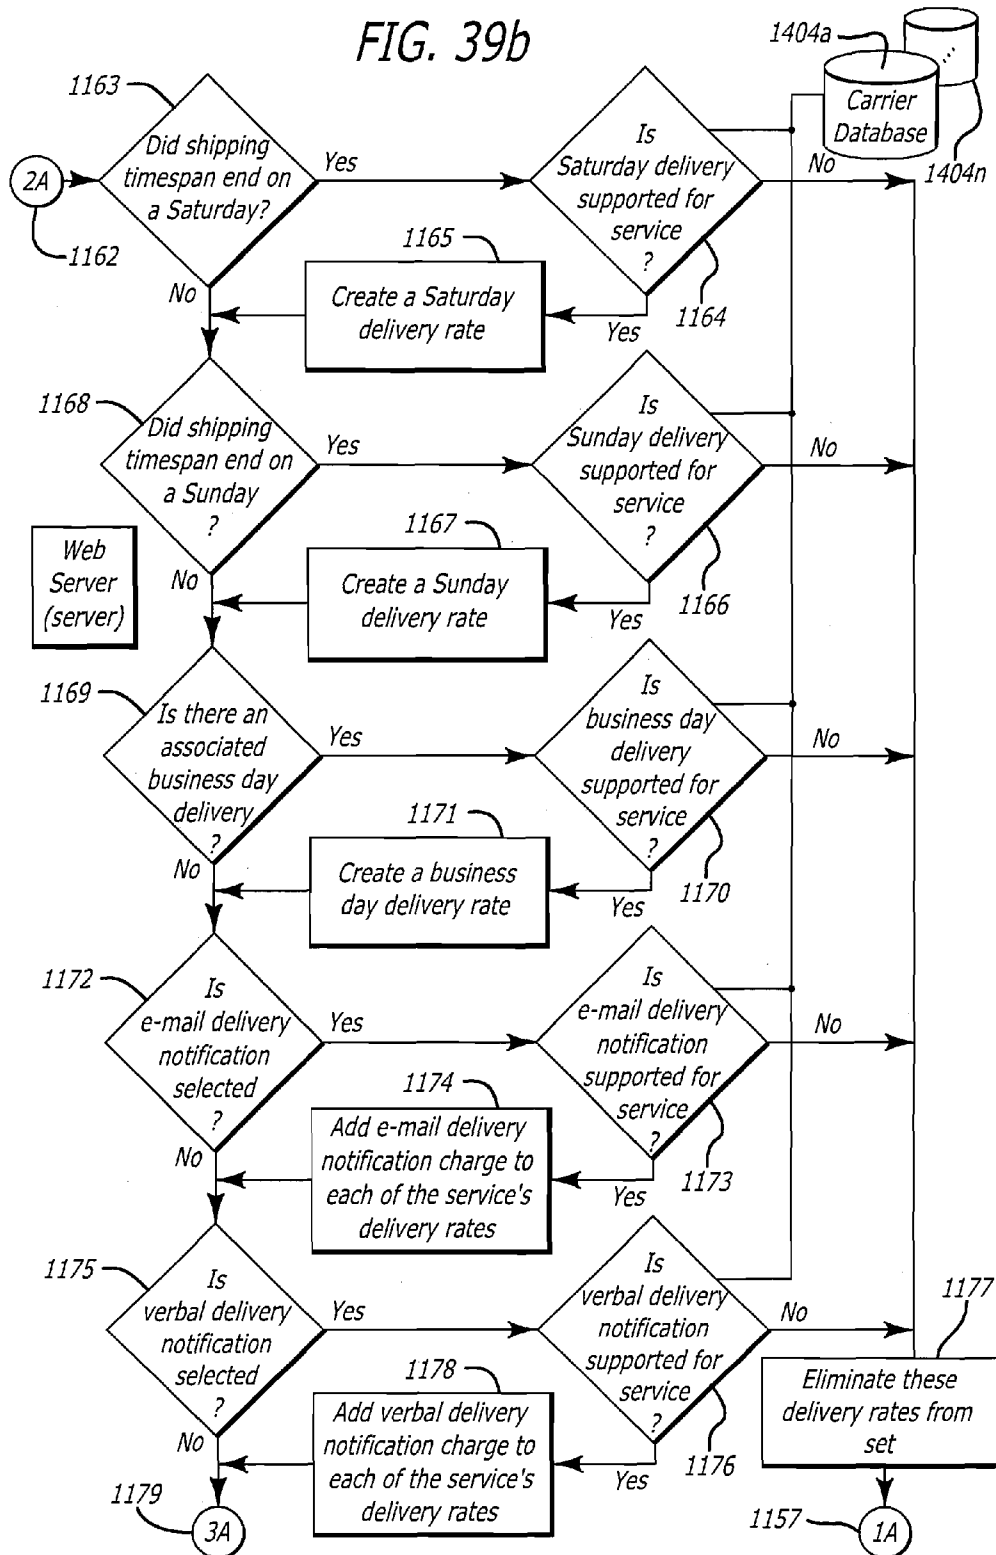 FIG. 39b
1404a
...
Carrier
Database
1404n
1163
2A
1162
Did shipping
timespan end on
a Saturday?
Yes
No
Is
Saturday delivery
supported for
service
?
No
1164
Yes
1165
Create a Saturday
delivery rate
1168
Did shipping
timespan end on
a Sunday
?
Yes
No
Is
Sunday delivery
supported for
service
?
No
1166
Yes
1167
Create a Sunday
delivery rate
Web
Server
(server)
1169
Is there an
associated
business day
delivery
?
Yes
No
Is
business day
delivery
supported for
service
?
No
1170
Yes
1171
Create a business
day delivery rate
1172
Is
e-mail delivery
notification
selected
?
Yes
No
Is
e-mail delivery
notification
supported for
service
?
No
1173
Yes
1174
Add e-mail delivery
notification charge to
each of the service's
delivery rates
1175
Is
verbal delivery
notification
selected
?
Yes
No
Is
verbal delivery
notification
supported for
service
?
No
1176
Yes
1178
Add verbal delivery
notification charge to
each of the service's
delivery rates
1177
Eliminate these
delivery rates from
set
1179
3A
1157
1A